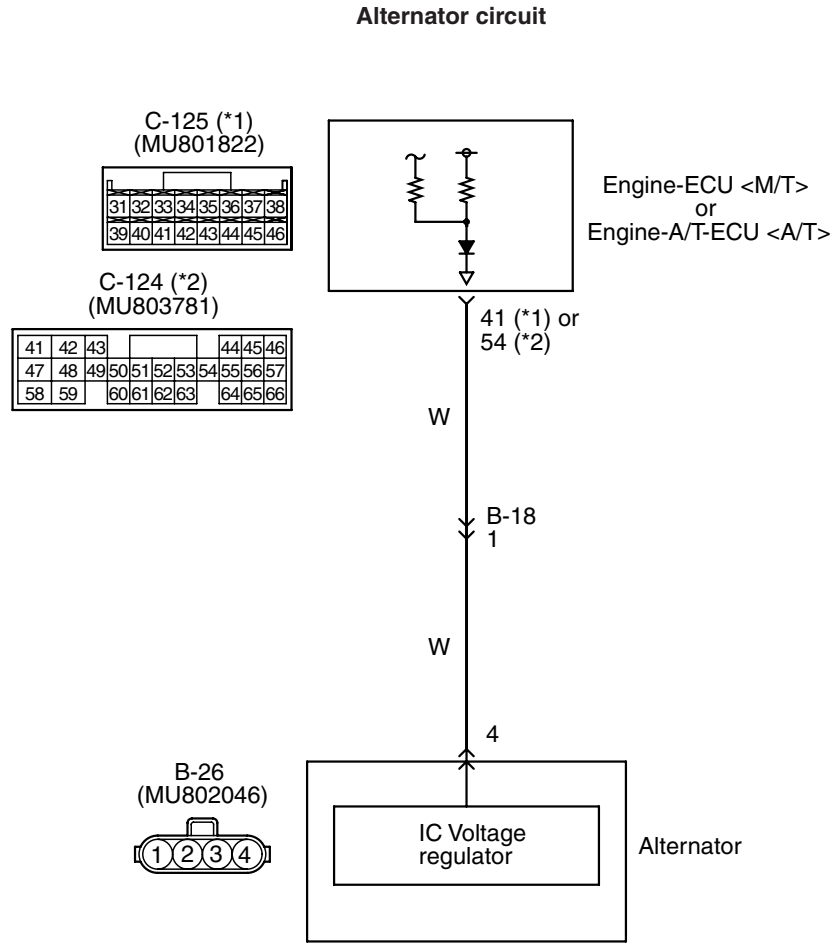 Alternator circuit
C-125 (*1)
(MU801822)
31 32 33 34 35 36 37 38
39 40 41 42 43 44 45 46
Engine-ECU <M/T>
or
Engine-A/T-ECU <A/T>
C-124 (*2)
(MU803781)
41 42 43 44 45 46
47 48 49 50 51 52 53 54 55 56 57
58 59 60 61 62 63 64 65 66
41 (*1) or
54 (*2)
W
B-18
1
W
4
B-26
(MU802046)
1 2 3 4
IC Voltage
regulator
Alternator